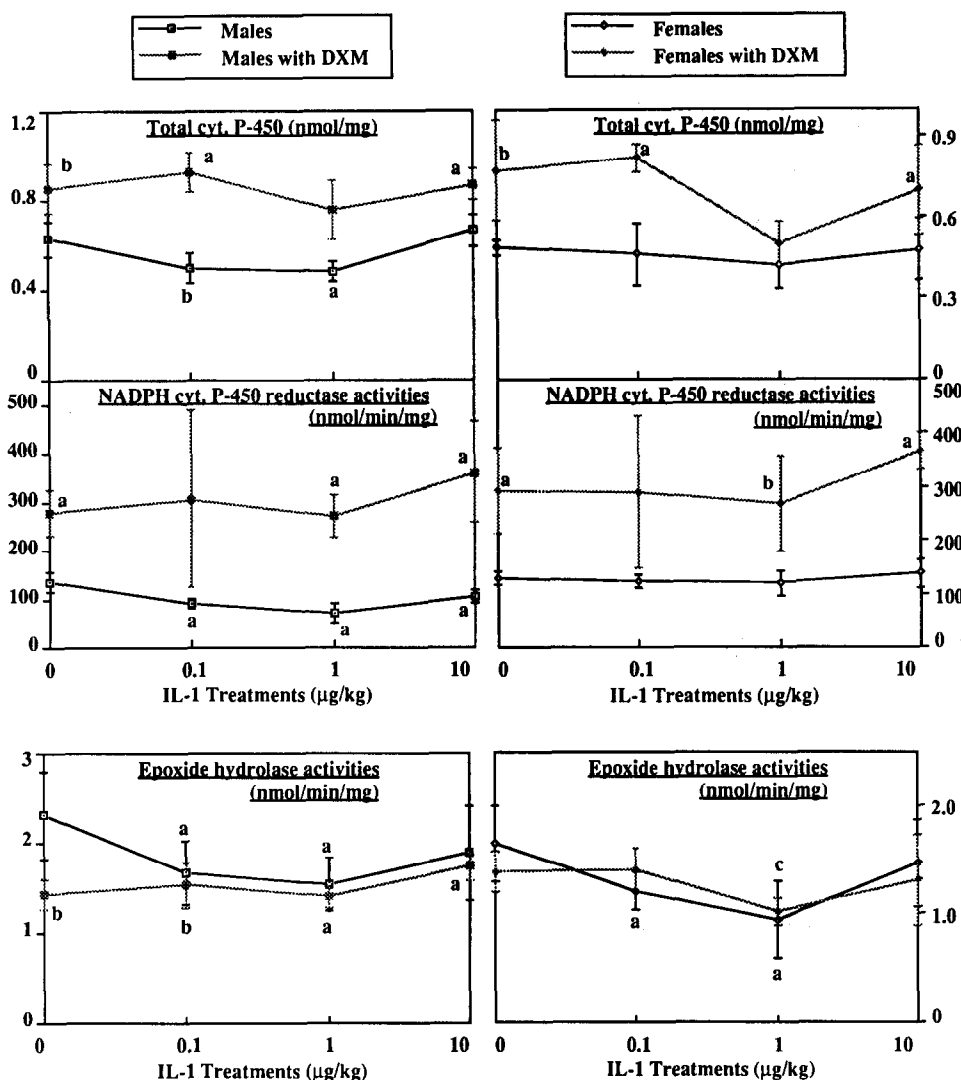 Males
Males with DXM
Females
Females with DXM
Total cyt. P-450 (nmol/mg)
1.2
0.8
0.4
0
b
a
a
b
a
Total cyt. P-450 (nmol/mg)
0.9
0.6
0.3
0
b
a
a
NADPH cyt. P-450 reductase activities
(nmol/min/mg)
500
400
300
200
100
0
a
a
a
a
a
a
0
0.1
1
10
IL-1 Treatments (μg/kg)
NADPH cyt. P-450 reductase activities
(nmol/min/mg)
500
400
300
200
100
0
a
b
a
0
0.1
1
10
IL-1 Treatments (μg/kg)
Epoxide hydrolase activities
(nmol/min/mg)
3
2
1
0
a
a
b
b
a
a
0
0.1
1
10
IL-1 Treatments (μg/kg)
Epoxide hydrolase activities
(nmol/min/mg)
2.0
1.0
0
c
a
a
0
0.1
1
10
IL-1 Treatments (μg/kg)